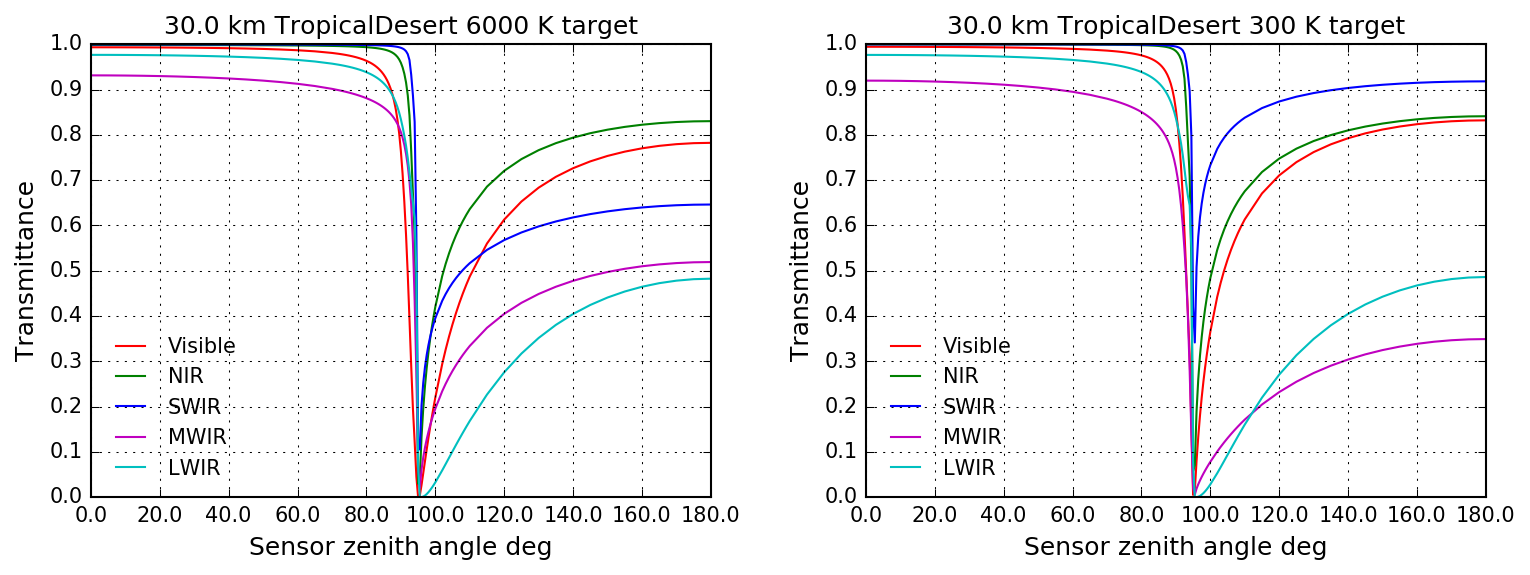 30.0 km TropicalDesert 6000 K target
1.0
0.9
0.8
0.7
0.6
0.5
0.4
0.3
0.2
0.1
0.0
Transmittance
Visible
NIR
SWIR
MWIR
LWIR
0.0 20.0 40.0 60.0 80.0 100.0 120.0 140.0 160.0 180.0
Sensor zenith angle deg
30.0 km TropicalDesert 300 K target
1.0
0.9
0.8
0.7
0.6
0.5
0.4
0.3
0.2
0.1
0.0
Transmittance
Visible
NIR
SWIR
MWIR
LWIR
0.0 20.0 40.0 60.0 80.0 100.0 120.0 140.0 160.0 180.0
Sensor zenith angle deg